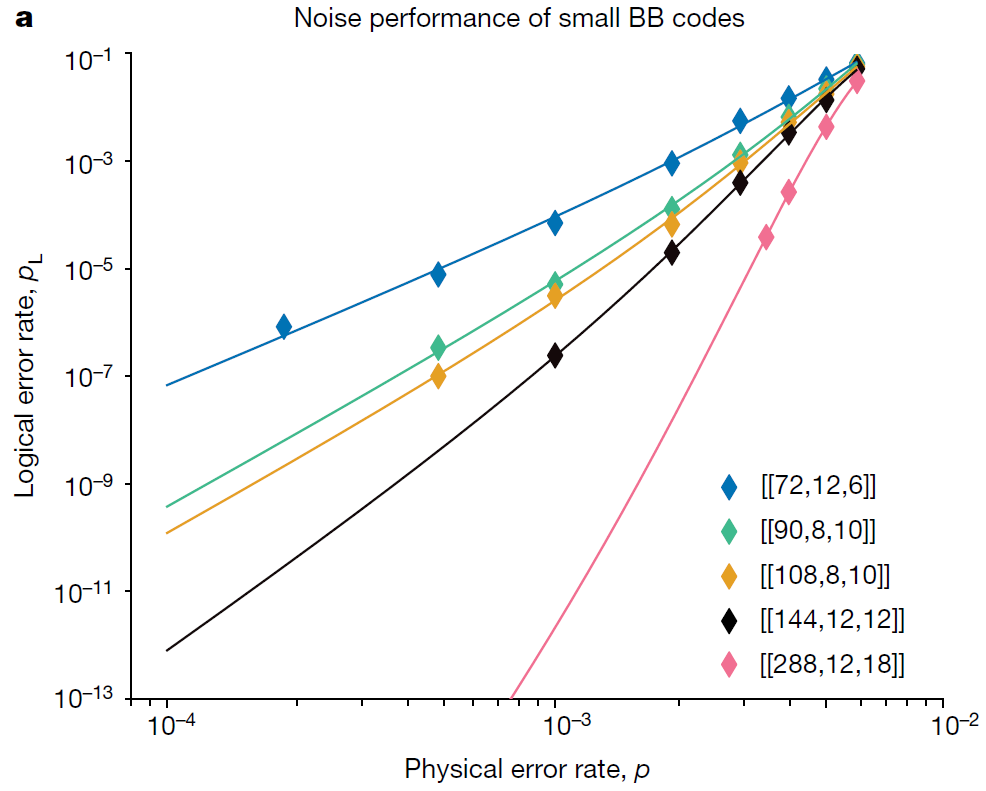 a
Noise performance of small BB codes
10⁻¹
10⁻³
10⁻⁵
10⁻⁷
10⁻⁹
10⁻¹¹
10⁻¹³
Logical error rate, pL
[[72,12,6]]
[[90,8,10]]
[[108,8,10]]
[[144,12,12]]
[[288,12,18]]
10⁻⁴ 10⁻³ 10⁻²
Physical error rate, p